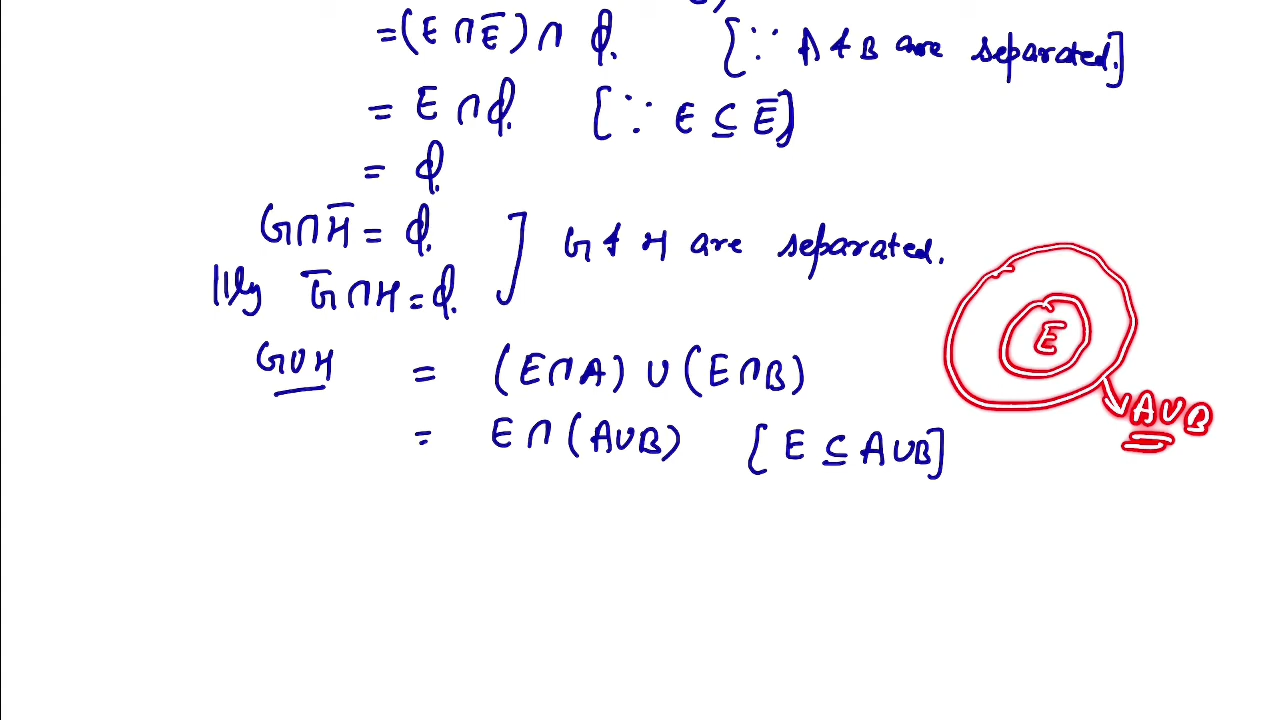 = (E ∩ E̅) ∩ ϕ. [∵ A & B are separated.]
= E ∩ ϕ. [∵ E ⊆ E̅]
= ϕ.
G ∩ H̅ = ϕ. ] G & H are separated.
|||ly G̅ ∩ H = ϕ.
G ∪ H = (E ∩ A) ∪ (E ∩ B)
= E ∩ (A ∪ B) [E ⊆ A ∪ B]
E
A ∪ B